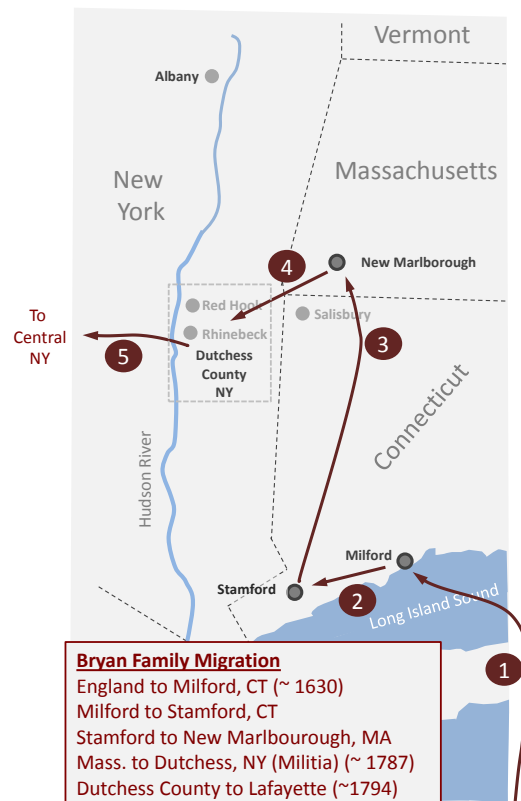 Vermont
Albany
Massachusetts
New
York
New Marlborough
4
Red Hook
Salisbury
To
Central
NY
Rhinebeck
5
3
Dutchess
County
NY
Connecticut
Hudson River
Milford
Stamford
2
Long Island Sound
1
Bryan Family Migration
England to Milford, CT (~ 1630)
Milford to Stamford, CT
Stamford to New Marlbourough, MA
Mass. to Dutchess, NY (Militia) (~ 1787)
Dutchess County to Lafayette (~1794)